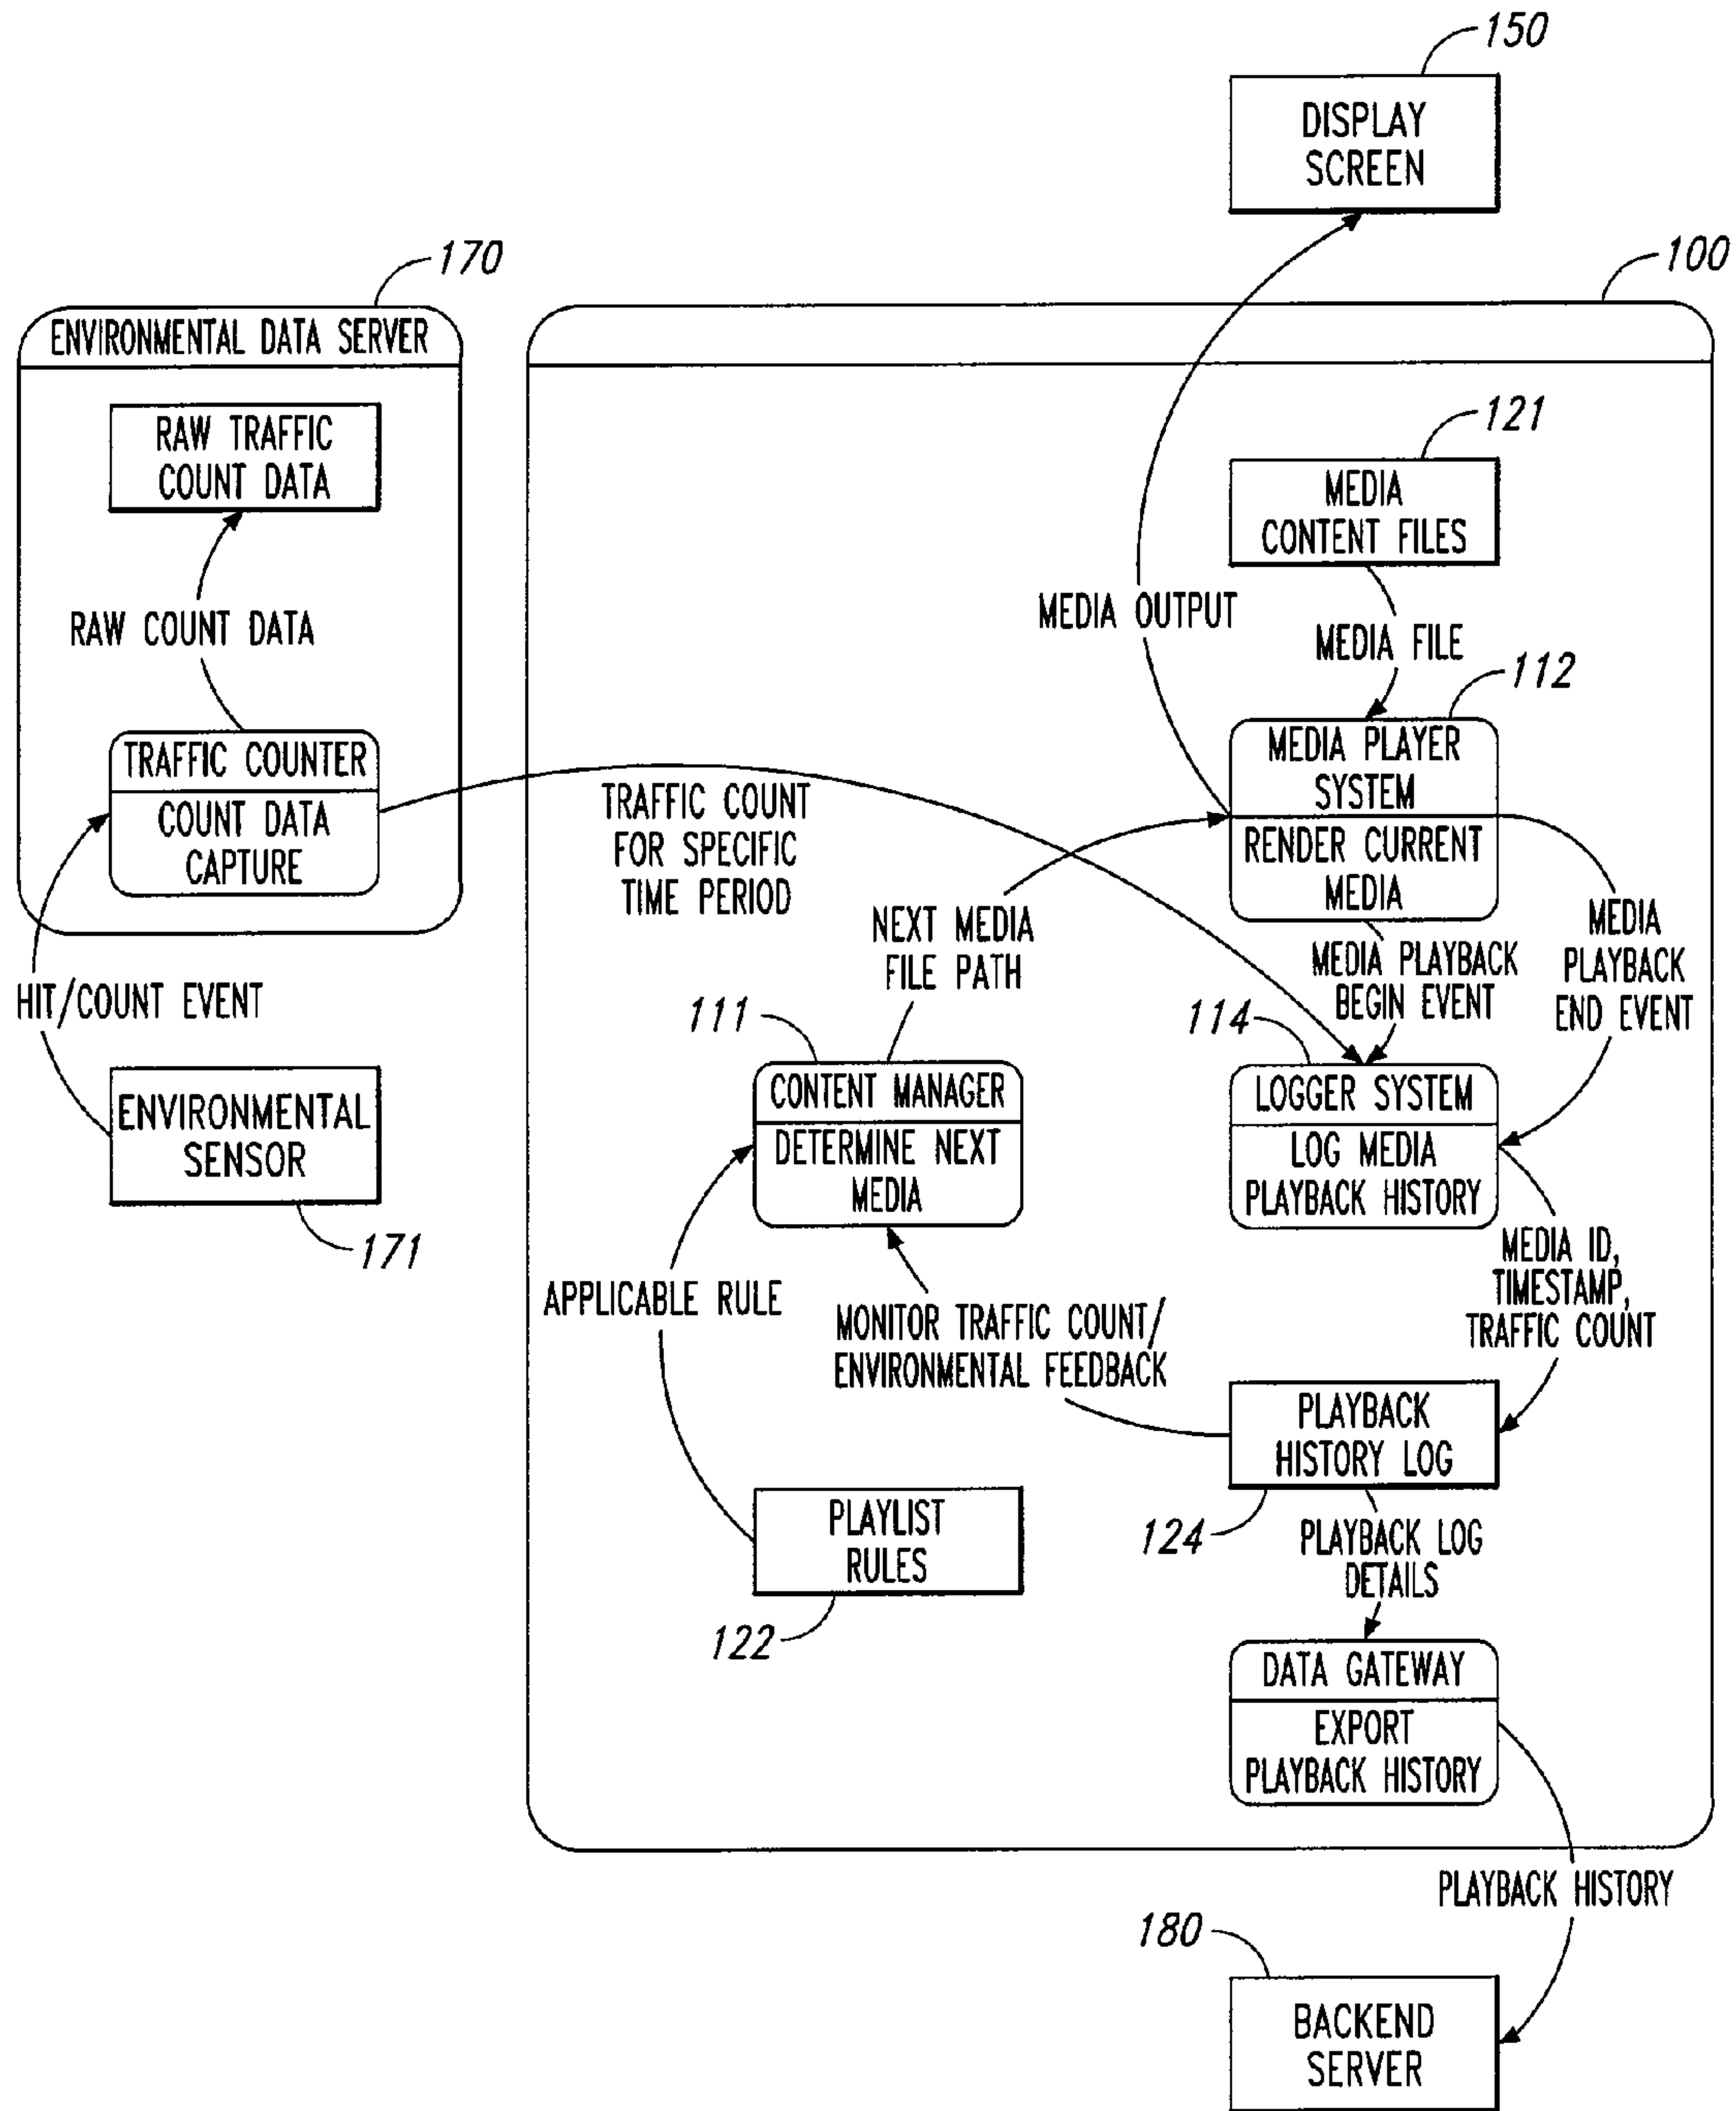 150
DISPLAY
SCREEN
170
100
ENVIRONMENTAL DATA SERVER
RAW TRAFFIC
COUNT DATA
121
MEDIA
CONTENT FILES
RAW COUNT DATA
MEDIA OUTPUT
MEDIA FILE
112
TRAFFIC COUNTER
COUNT DATA
CAPTURE
TRAFFIC COUNT
FOR SPECIFIC
TIME PERIOD
MEDIA PLAYER
SYSTEM
RENDER CURRENT
MEDIA
NEXT MEDIA
FILE PATH
MEDIA PLAYBACK
BEGIN EVENT
MEDIA
PLAYBACK
END EVENT
HIT/COUNT EVENT
111
114
ENVIRONMENTAL
SENSOR
171
CONTENT MANAGER
DETERMINE NEXT
MEDIA
LOGGER SYSTEM
LOG MEDIA
PLAYBACK HISTORY
APPLICABLE RULE
MONITOR TRAFFIC COUNT/
ENVIRONMENTAL FEEDBACK
MEDIA ID,
TIMESTAMP,
TRAFFIC COUNT
PLAYBACK
HISTORY LOG
124
PLAYLIST
RULES
122
PLAYBACK LOG
DETAILS
DATA GATEWAY
EXPORT
PLAYBACK HISTORY
PLAYBACK HISTORY
180
BACKEND
SERVER